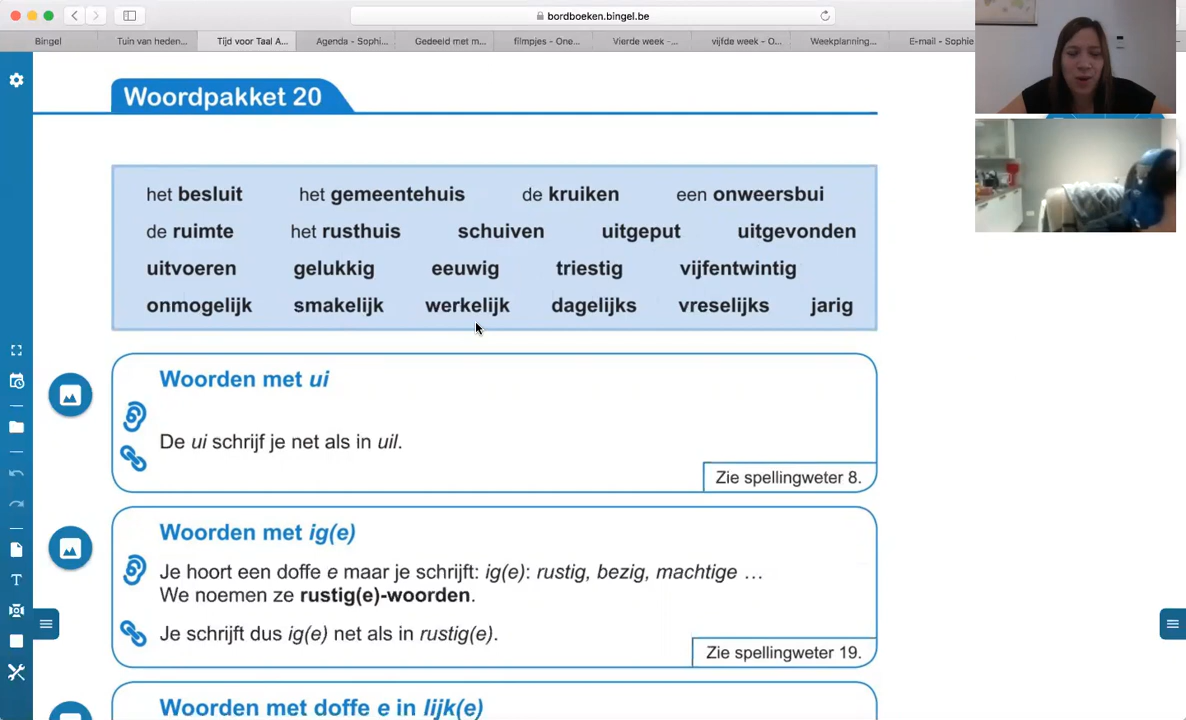 bordboeken.bingel.be
Bingel Tuin van heden... Tijd voor Taal A... Agenda - Sophi... Gedeeld met m... filmpjes - One... Vierde week -... vijfde week – O... Weekplanning... E-mail - Sophie
Woordpakket 20
het besluit het gemeentehuis de kruiken een onweersbui
de ruimte het rusthuis schuiven uitgeput uitgevonden
uitvoeren gelukkig eeuwig triestig vijfentwintig
onmogelijk smakelijk werkelijk dagelijks vreselijks jarig
Woorden met ui
De ui schrijf je net als in uil.
Zie spellingweter 8.
Woorden met ig(e)
Je hoort een doffe e maar je schrijft: ig(e): rustig, bezig, machtige ...
We noemen ze rustig(e)-woorden.
Je schrijft dus ig(e) net als in rustig(e).
Zie spellingweter 19.
Woorden met doffe e in lijk(e)